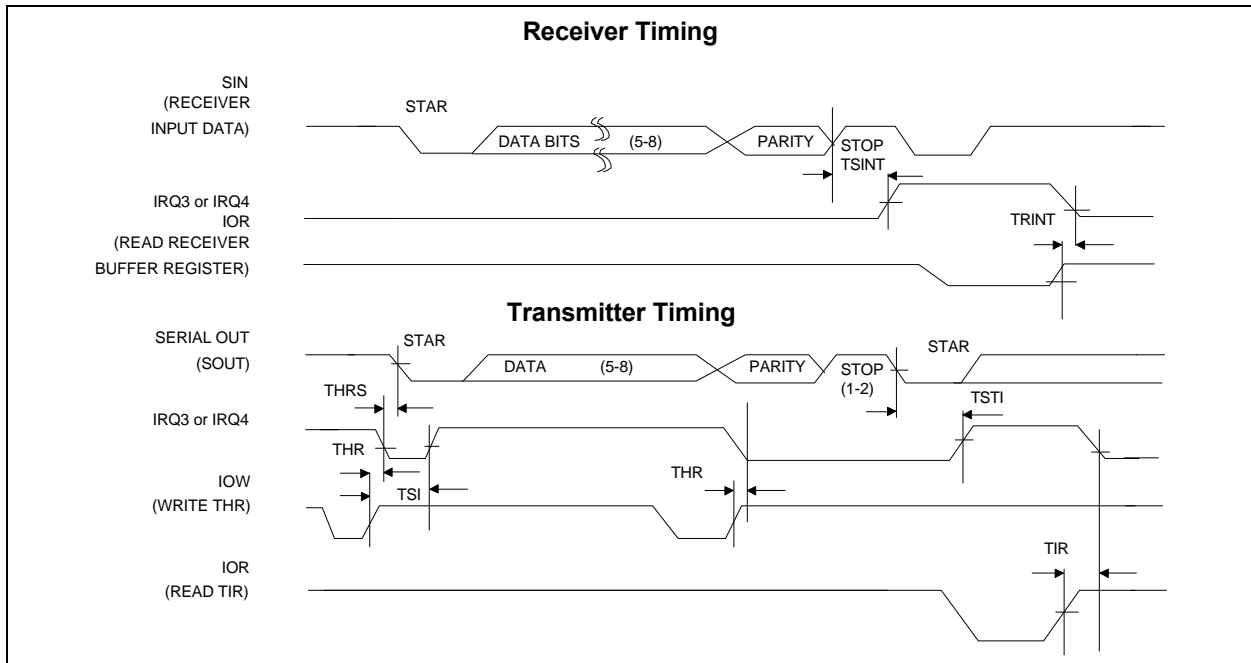 Receiver Timing
SIN
(RECEIVER
INPUT DATA)
STAR
DATA BITS (5-8)
PARITY
STOP
TSINT
IRQ3 or IRQ4
IOR
(READ RECEIVER
BUFFER REGISTER)
TRINT
Transmitter Timing
SERIAL OUT
(SOUT)
STAR
DATA (5-8)
PARITY
STOP
(1-2)
STAR
THRS
TSTI
IRQ3 or IRQ4
THR
THR
IOW
(WRITE THR)
TSI
TIR
IOR
(READ TIR)